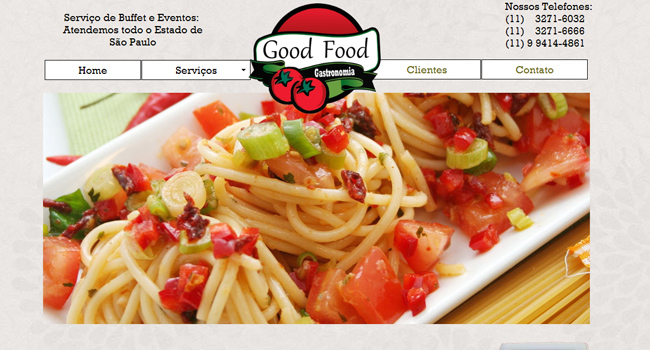 Serviço de Buffet e Eventos:
Atendemos todo o Estado de
São Paulo
Good Food
Gastronomia
Nossos Telefones:
(11) 3271-6032
(11) 3271-6666
(11) 9 9414-4861
Home
Serviços
Clientes
Contato